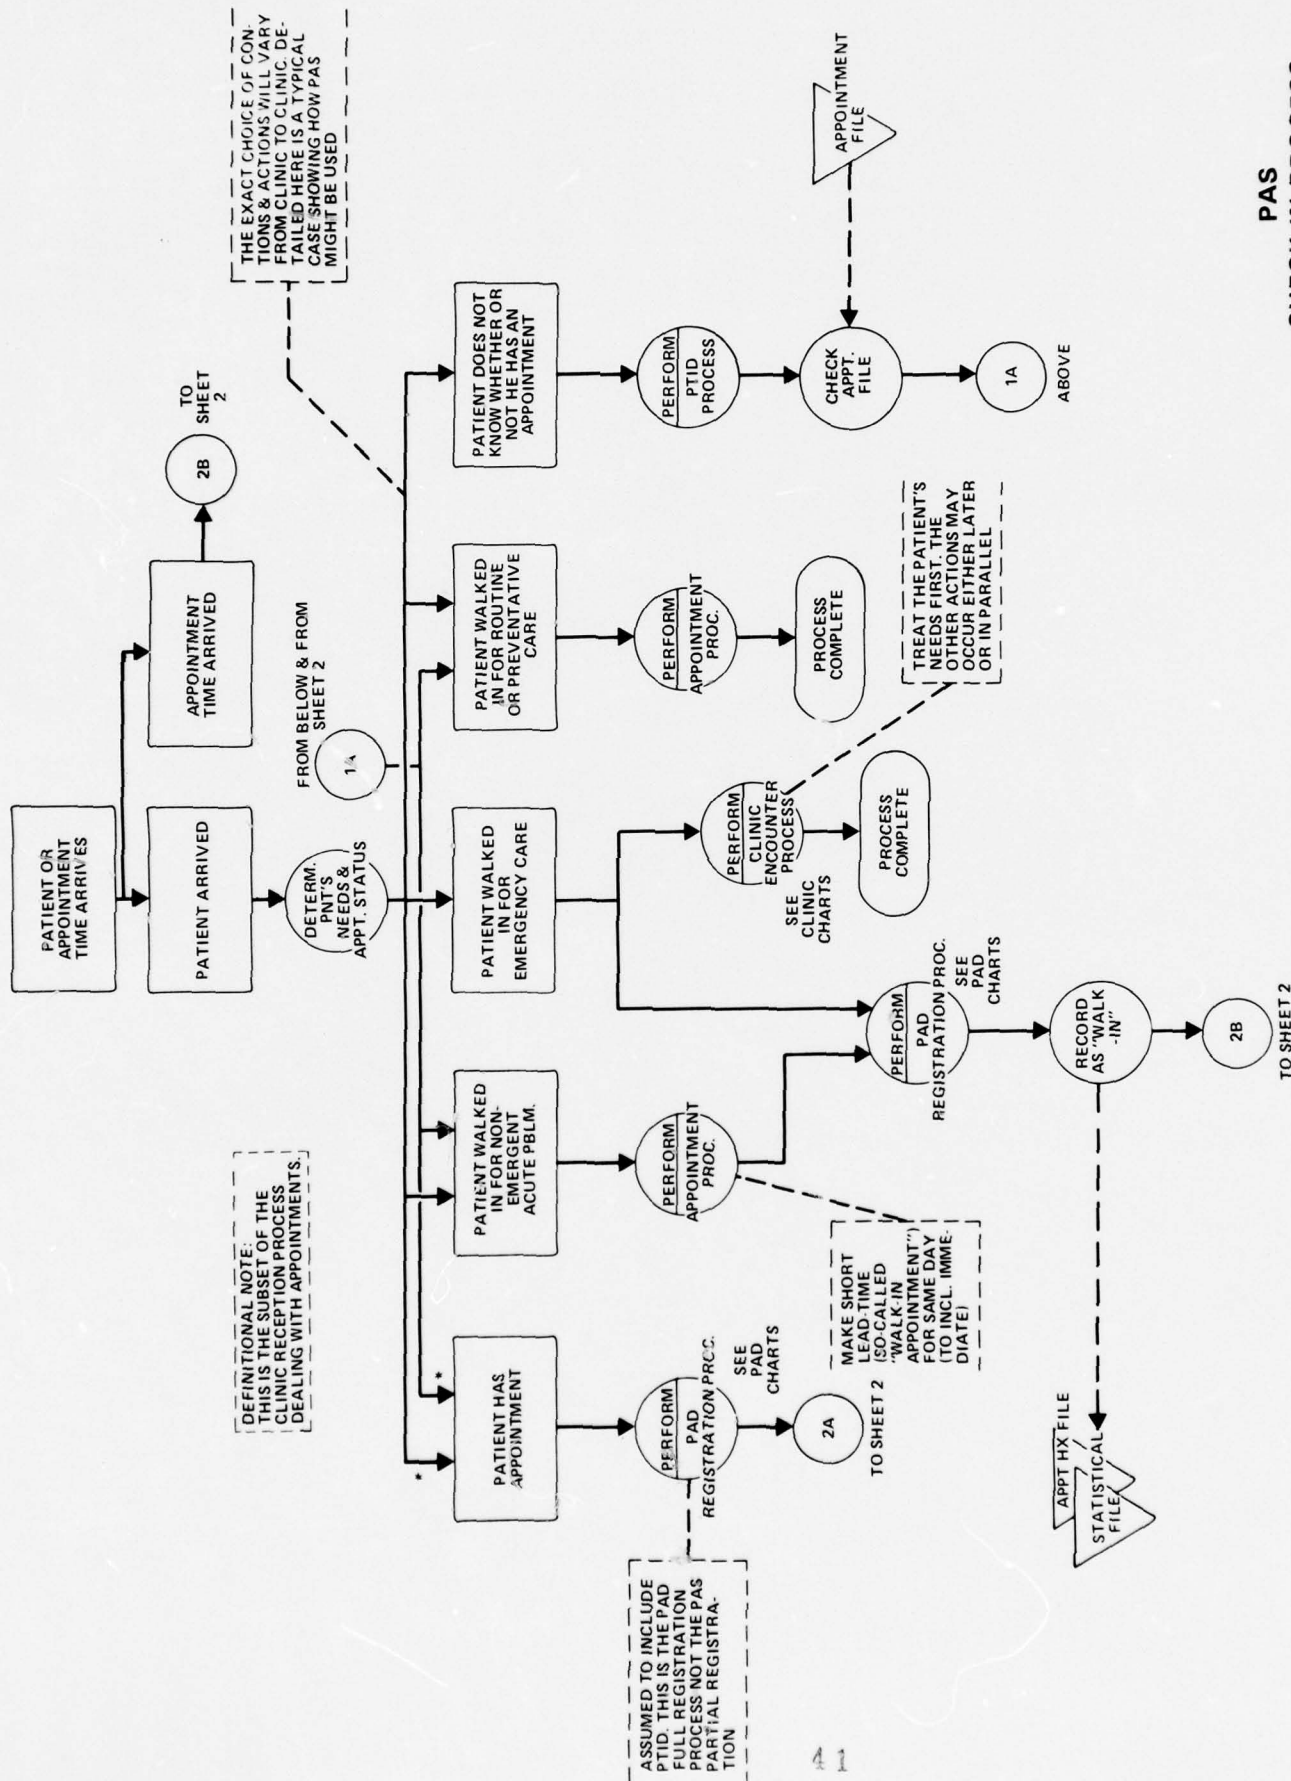 PATIENT OR
APPOINTMENT
TIME ARRIVES
PATIENT ARRIVED
APPOINTMENT
TIME ARRIVED
2B
TO
SHEET
2
DEFINITIONAL NOTE:
THIS IS THE SUBSET OF THE
CLINIC RECEPTION PROCESS
DEALING WITH APPOINTMENTS.
DETERM.
PNT'S
NEEDS &
APPT. STATUS
FROM BELOW & FROM
SHEET 2
1A
THE EXACT CHOICE OF CON-
TIONS & ACTIONS WILL VARY
FROM CLINIC TO CLINIC. DE-
TAILED HERE IS A TYPICAL
CASE SHOWING HOW PAS
MIGHT BE USED
*
*
PATIENT HAS
APPOINTMENT
PATIENT WALKED
IN FOR NON-
EMERGENT
ACUTE PBLM.
PATIENT WALKED
IN FOR
EMERGENCY CARE
PATIENT WALKED
IN FOR ROUTINE
OR PREVENTATIVE
CARE
PATIENT DOES NOT
KNOW WHETHER OR
NOT HE HAS AN
APPOINTMENT
ASSUMED TO INCLUDE
PTID. THIS IS THE PAD
FULL REGISTRATION
PROCESS NOT THE PAS
PARTIAL REGISTRA-
TION
PERFORM
PAD
REGISTRATION PROC.
SEE
PAD
CHARTS
2A
TO SHEET 2
PERFORM
APPOINTMENT
PROC.
MAKE SHORT
LEAD-TIME
(SO-CALLED
"WALK-IN
APPOINTMENT")
FOR SAME DAY
(TO INCL. IMME-
DIATE)
PERFORM
CLINIC
ENCOUNTER
PROCESS
SEE
CLINIC
CHARTS
PROCESS
COMPLETE
PERFORM
APPOINTMENT
PROC.
PROCESS
COMPLETE
TREAT THE PATIENT'S
NEEDS FIRST. THE
OTHER ACTIONS MAY
OCCUR EITHER LATER
OR IN PARALLEL
PERFORM
PTID
PROCESS
CHECK
APPT.
FILE
APPOINTMENT
FILE
1A
ABOVE
PERFORM
PAD
REGISTRATION PROC.
SEE
PAD
CHARTS
RECORD
AS "WALK
-IN"
APPT HX FILE
STATISTICAL
FILE
2B
TO SHEET 2
PAS
CHECK-IN PROCESS
41